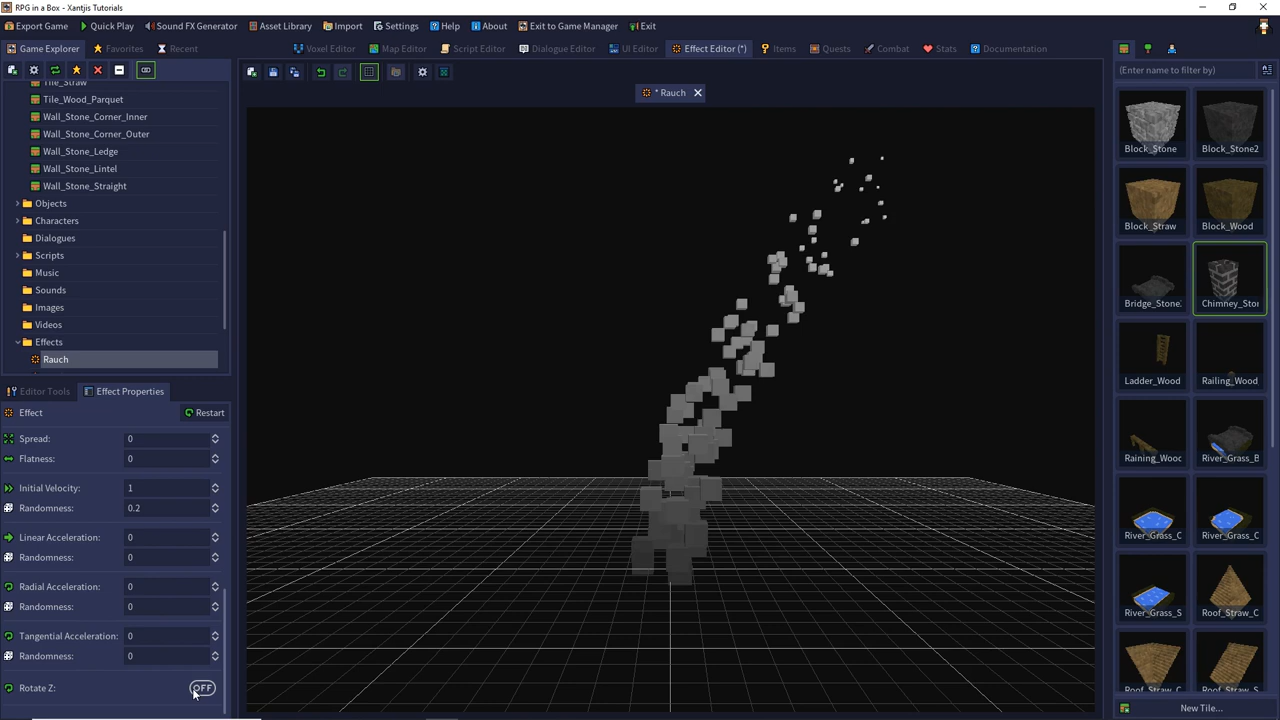 RPG in a Box - Xantjis Tutorials
Export Game Quick Play Sound FX Generator Asset Library Import Settings Help About Exit to Game Manager Exit
Game Explorer Favorites Recent Voxel Editor Map Editor Script Editor Dialogue Editor UI Editor Effect Editor (*) Items Quests Combat Stats Documentation
(Enter name to filter by)
* Rauch
Tile_Straw
Tile_Wood_Parquet
Wall_Stone_Corner_Inner
Wall_Stone_Corner_Outer
Wall_Stone_Ledge
Wall_Stone_Lintel
Wall_Stone_Straight
Objects
Characters
Dialogues
Scripts
Music
Sounds
Images
Videos
Effects
Rauch
Editor Tools Effect Properties
Effect Restart
Spread: 0
Flatness: 0
Initial Velocity: 1
Randomness: 0.2
Linear Acceleration: 0
Randomness: 0
Radial Acceleration: 0
Randomness: 0
Tangential Acceleration: 0
Randomness: 0
Rotate Z: OFF
Block_Stone Block_Stone2
Block_Straw Block_Wood
Bridge_Stone Chimney_Stor
Ladder_Wood Railing_Wood
Raining_Wooc River_Grass_B
River_Grass_C River_Grass_C
River_Grass_S Roof_Straw_C
Roof_Straw_C Roof_Straw_S
New Tile...